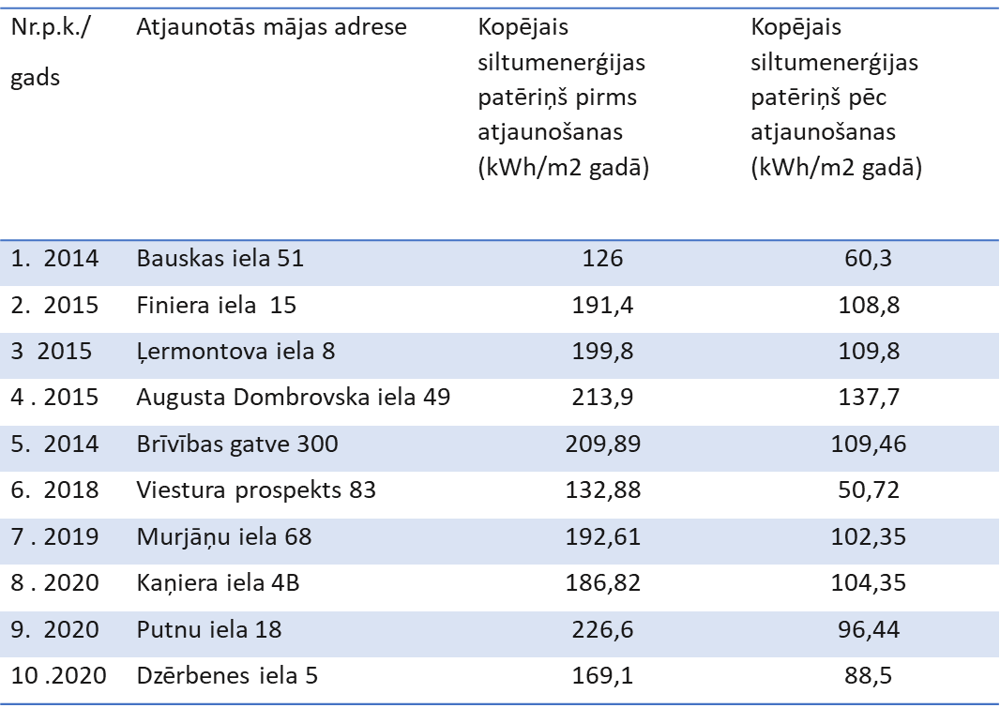 Nr.p.k./ Atjaunotās mājas adrese Kopējais Kopējais
siltumenerģijas siltumenerģijas
gads patēriņš pirms patēriņš pēc
atjaunošanas atjaunošanas
(kWh/m2 gadā) (kWh/m2 gadā)
1. 2014 Bauskas iela 51 126 60,3
2. 2015 Finiera iela 15 191,4 108,8
3 2015 Ļermontova iela 8 199,8 109,8
4 . 2015 Augusta Dombrovska iela 49 213,9 137,7
5. 2014 Brīvības gatve 300 209,89 109,46
6. 2018 Viestura prospekts 83 132,88 50,72
7 . 2019 Murjāņu iela 68 192,61 102,35
8 . 2020 Kaņiera iela 4B 186,82 104,35
9. 2020 Putnu iela 18 226,6 96,44
10 .2020 Dzērbenes iela 5 169,1 88,5